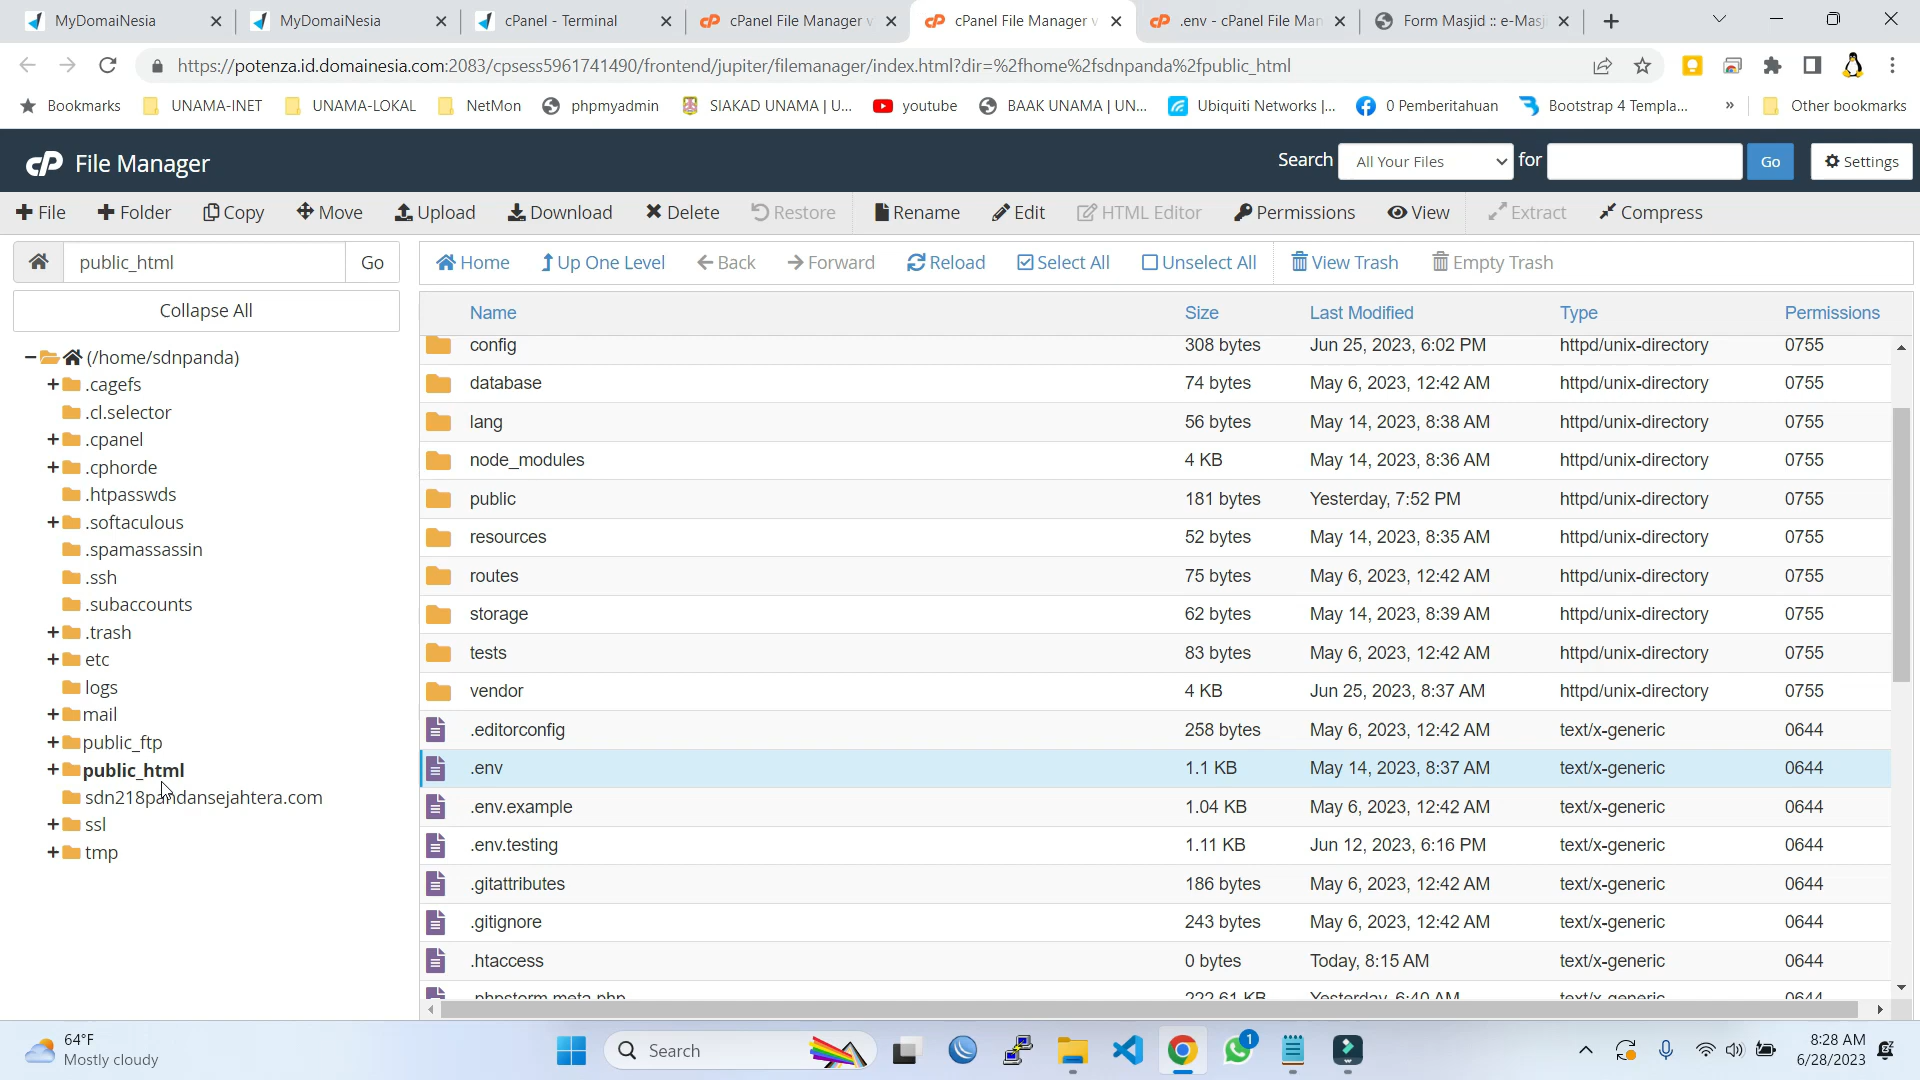 MyDomaiNesia
MyDomaiNesia
cPanel - Terminal
cPanel File Manager v
cPanel File Manager v
.env - cPanel File Man
Form Masjid :: e-Masj
https://potenza.id.domainesia.com:2083/cpsess5961741490/frontend/jupiter/filemanager/index.html?dir=%2fhome%2fsdnpanda%2fpublic_html
Bookmarks
UNAMA-INET
UNAMA-LOKAL
NetMon
phpmyadmin
SIAKAD UNAMA | U...
youtube
BAAK UNAMA | UN...
Ubiquiti Networks |...
0 Pemberitahuan
Bootstrap 4 Templa...
»
Other bookmarks
cP File Manager
Search
All Your Files
for
Go
Settings
File
Folder
Copy
Move
Upload
Download
Delete
Restore
Rename
Edit
HTML Editor
Permissions
View
Extract
Compress
public_html
Go
Home
Up One Level
Back
Forward
Reload
Select All
Unselect All
View Trash
Empty Trash
Collapse All
(/home/sdnpanda)
.cagefs
.cl.selector
.cpanel
.cphorde
.htpasswds
.softaculous
.spamassassin
.ssh
.subaccounts
.trash
etc
logs
mail
public_ftp
public_html
sdn218pandansejahtera.com
ssl
tmp
Name Size Last Modified Type Permissions
config 308 bytes Jun 25, 2023, 6:02 PM httpd/unix-directory 0755
database 74 bytes May 6, 2023, 12:42 AM httpd/unix-directory 0755
lang 56 bytes May 14, 2023, 8:38 AM httpd/unix-directory 0755
node_modules 4 KB May 14, 2023, 8:36 AM httpd/unix-directory 0755
public 181 bytes Yesterday, 7:52 PM httpd/unix-directory 0755
resources 52 bytes May 14, 2023, 8:35 AM httpd/unix-directory 0755
routes 75 bytes May 6, 2023, 12:42 AM httpd/unix-directory 0755
storage 62 bytes May 14, 2023, 8:39 AM httpd/unix-directory 0755
tests 83 bytes May 6, 2023, 12:42 AM httpd/unix-directory 0755
vendor 4 KB Jun 25, 2023, 8:37 AM httpd/unix-directory 0755
.editorconfig 258 bytes May 6, 2023, 12:42 AM text/x-generic 0644
.env 1.1 KB May 14, 2023, 8:37 AM text/x-generic 0644
.env.example 1.04 KB May 6, 2023, 12:42 AM text/x-generic 0644
.env.testing 1.11 KB Jun 12, 2023, 6:16 PM text/x-generic 0644
.gitattributes 186 bytes May 6, 2023, 12:42 AM text/x-generic 0644
.gitignore 243 bytes May 6, 2023, 12:42 AM text/x-generic 0644
.htaccess 0 bytes Today, 8:15 AM text/x-generic 0644
.phpstorm.meta.php 222.61 KB Yesterday, 6:40 AM text/x-generic 0644
64°F
Mostly cloudy
Search
1
8:28 AM
6/28/2023